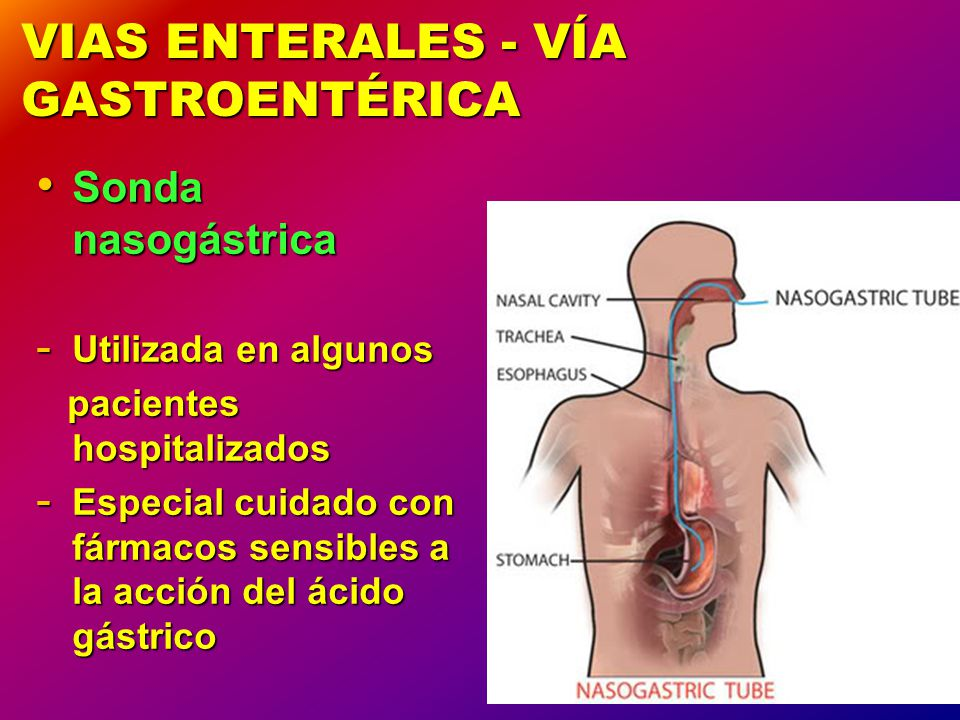 VIAS ENTERALES - VÍA
GASTROENTÉRICA
• Sonda
nasogástrica
- Utilizada en algunos
pacientes
hospitalizados
- Especial cuidado con
fármacos sensibles a
la acción del ácido
gástrico
NASAL CAVITY
NASOGASTRIC TUBE
TRACHEA
ESOPHAGUS
STOMACH
NASOGASTRIC TUBE